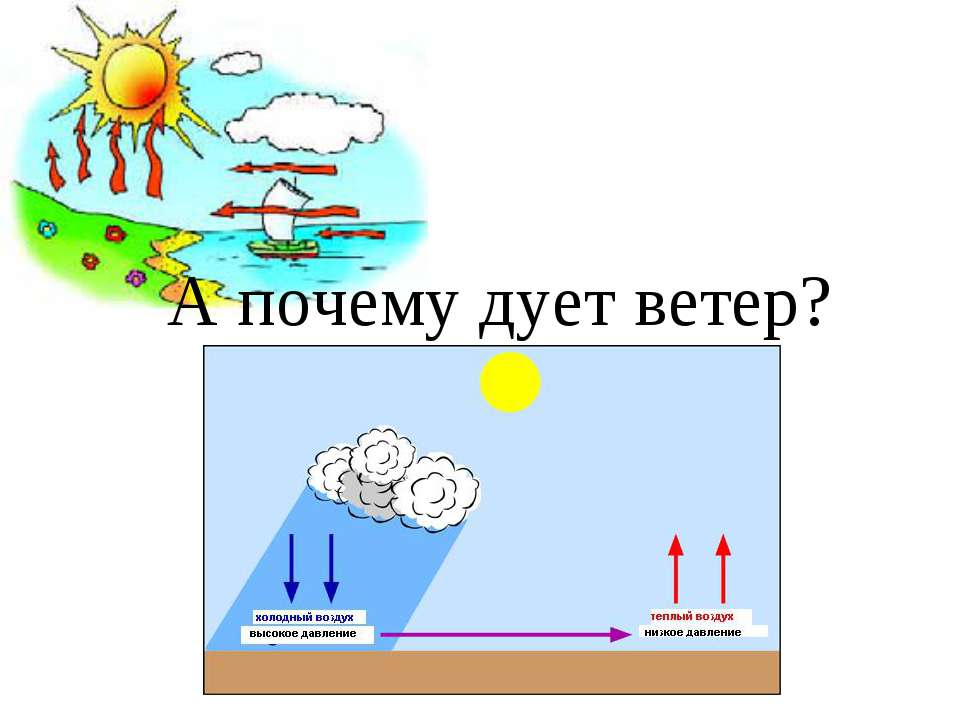 А почему дует ветер?
холодный воздух
высокое давление
теплый воздух
низкое давление